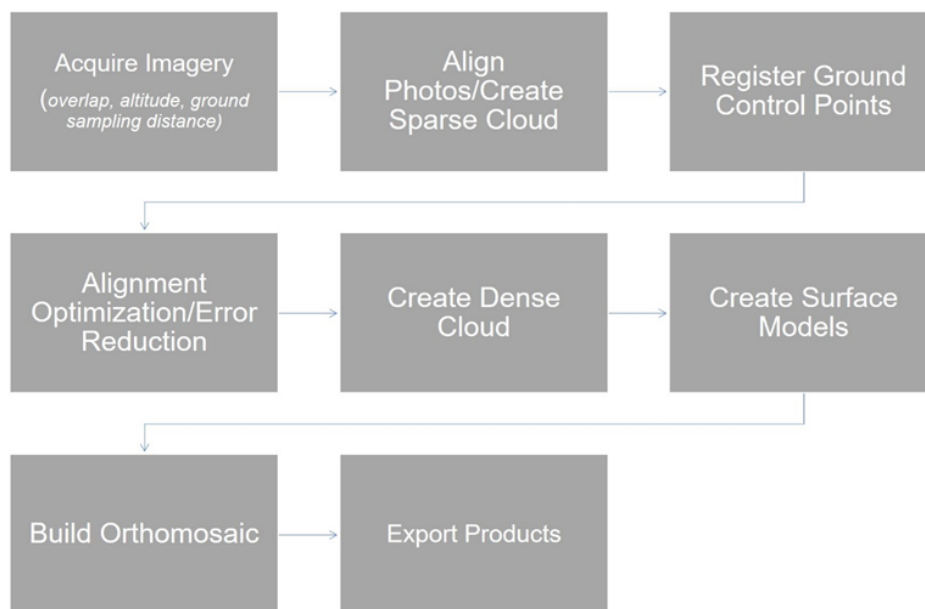 Acquire Imagery
(overlap, altitude, ground
sampling distance)
Align
Photos/Create
Sparse Cloud
Register Ground
Control Points
Alignment
Optimization/Error
Reduction
Create Dense
Cloud
Create Surface
Models
Build Orthomosaic
Export Products